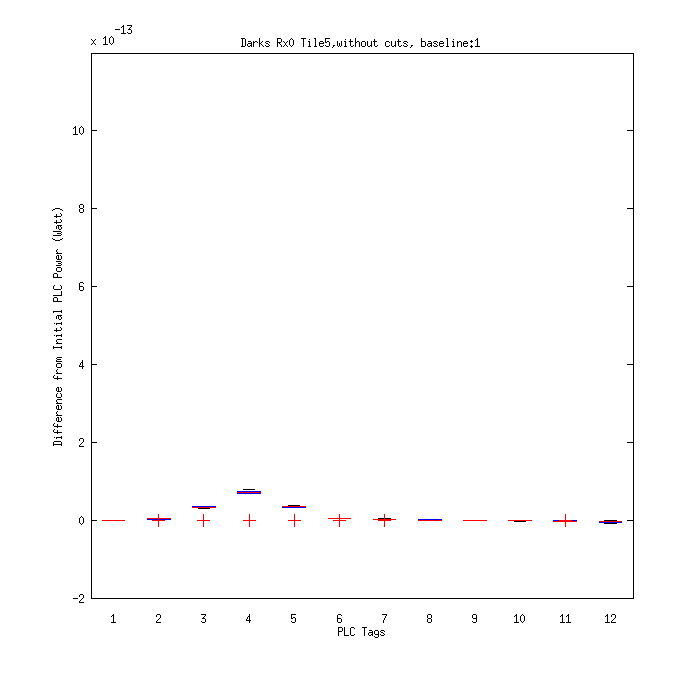 x 10-13
Darks Rx0 Tile5,without cuts, baseline:1
10
8
6
4
2
0
-2
Difference from Initial PLC Power (Watt)
1 2 3 4 5 6 7 8 9 10 11 12
PLC Tags